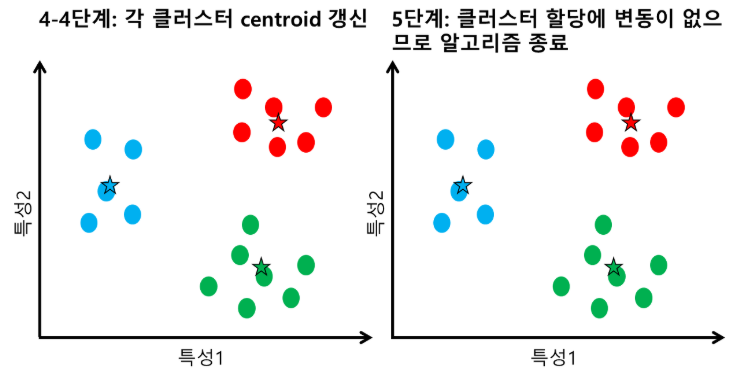 4-4단계: 각 클러스터 centroid 갱신
특성2
특성1
5단계: 클러스터 할당에 변동이 없으
므로 알고리즘 종료
특성2
특성1